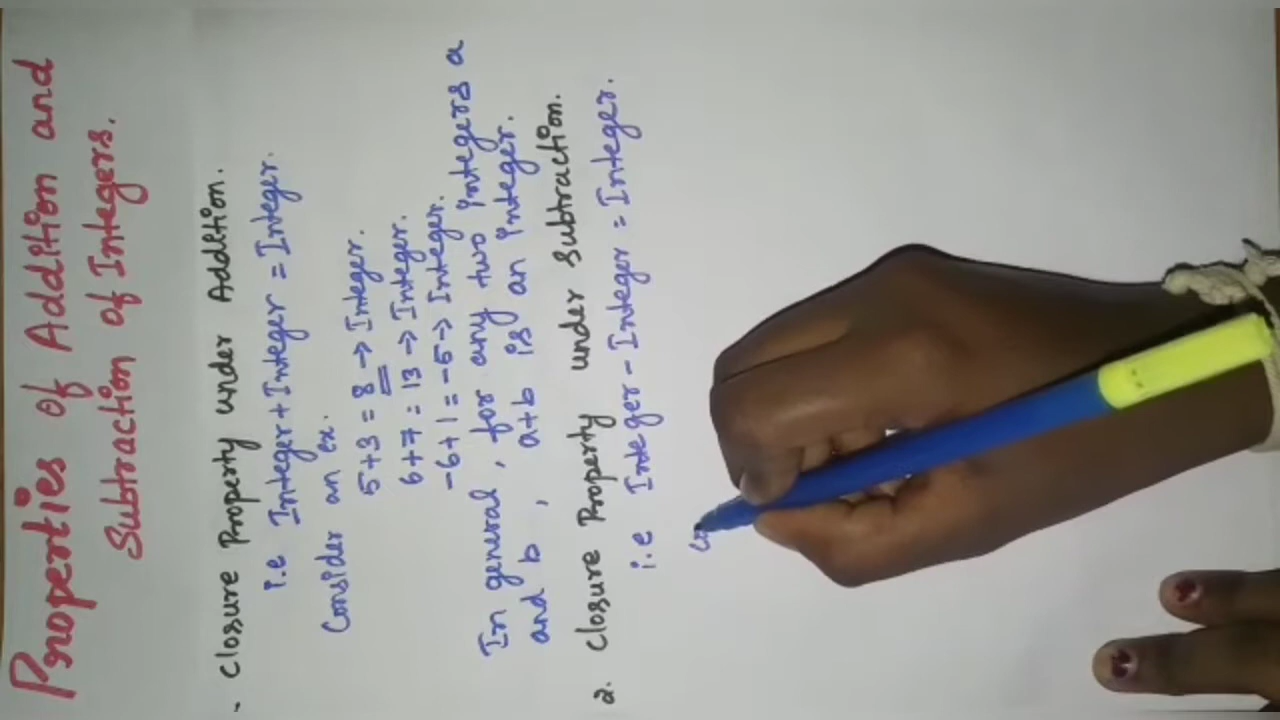 Properties of Addition and
Subtraction of Integers.
1. Closure Property under Addition.
i.e Integer + Integer = Integer.
Consider an ex.
5+3 = 8 → Integer.
6+7 = 13 → Integer.
-6+1 = -5 → Integer.
In general, for any two integers a
and b, a+b is an integer.
2. Closure Property under subtraction.
i.e Integer - Integer = Integer.